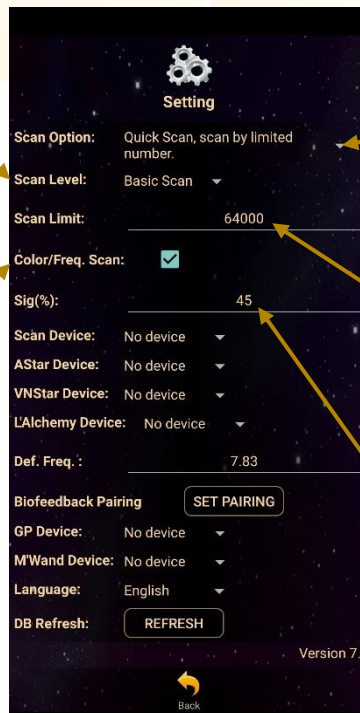 Setting
Scan Option: Quick Scan, scan by limited
number.
Scan Level: Basic Scan
Scan Limit: 64000
Color/Freq. Scan:
Sig(%): 45
Scan Device: No device
AStar Device: No device
VNStar Device: No device
L'Alchemy Device: No device
Def. Freq. : 7.83
Biofeedback Pairing SET PAIRING
GP Device: No device
M'Wand Device: No device
Language: English
DB Refresh: REFRESH
Version 7.
Back